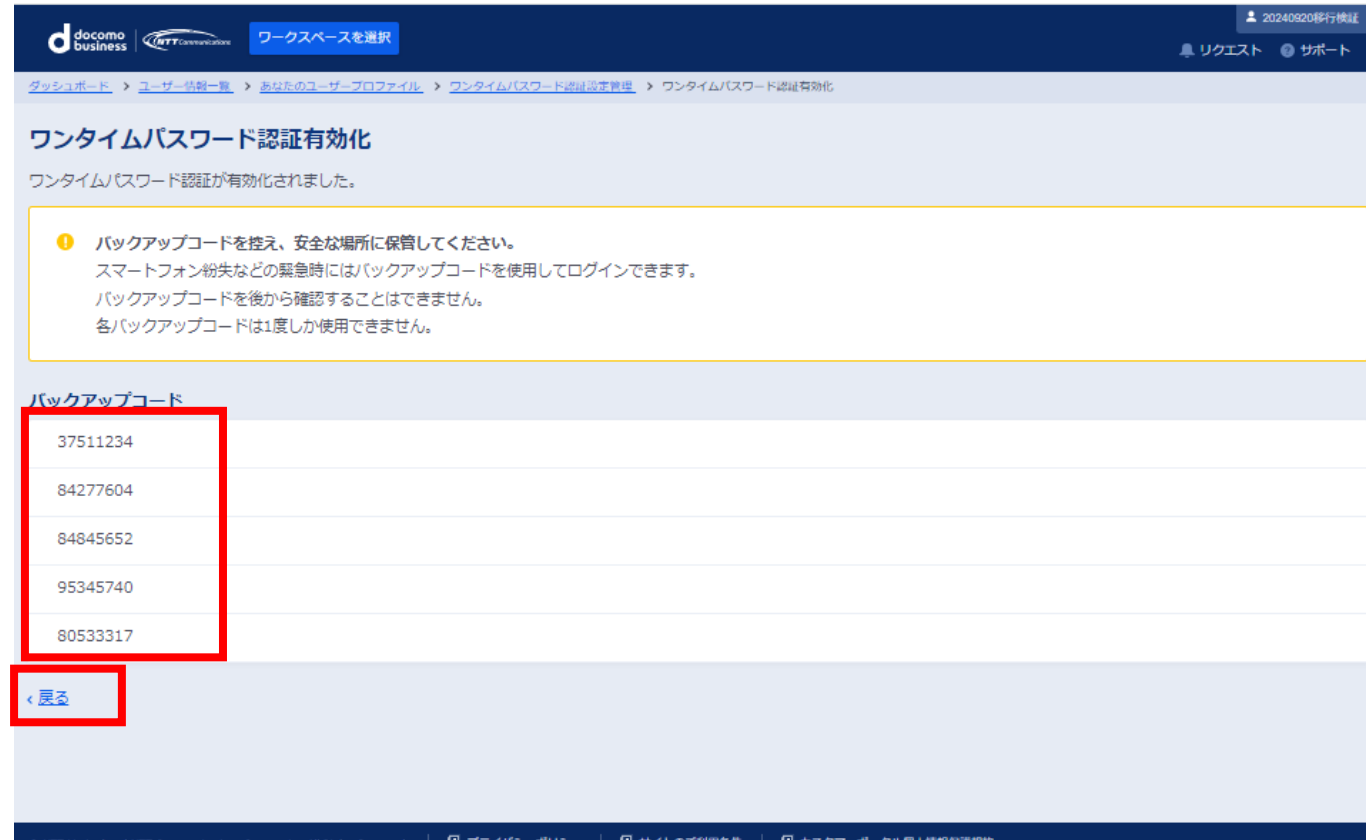 docomo business NTT Communications ワークスペースを選択
20240920移行検証
リクエスト サポート
ダッシュボード > ユーザー情報一覧 > あなたのユーザープロファイル > ワンタイムパスワード認証設定管理 > ワンタイムパスワード認証有効化
ワンタイムパスワード認証有効化
ワンタイムパスワード認証が有効化されました。
バックアップコードを控え、安全な場所に保管してください。
スマートフォン紛失などの緊急時にはバックアップコードを使用してログインできます。
バックアップコードを後から確認することはできません。
各バックアップコードは1度しか使用できません。
バックアップコード
37511234
84277604
84845652
95345740
80533317
‹ 戻る